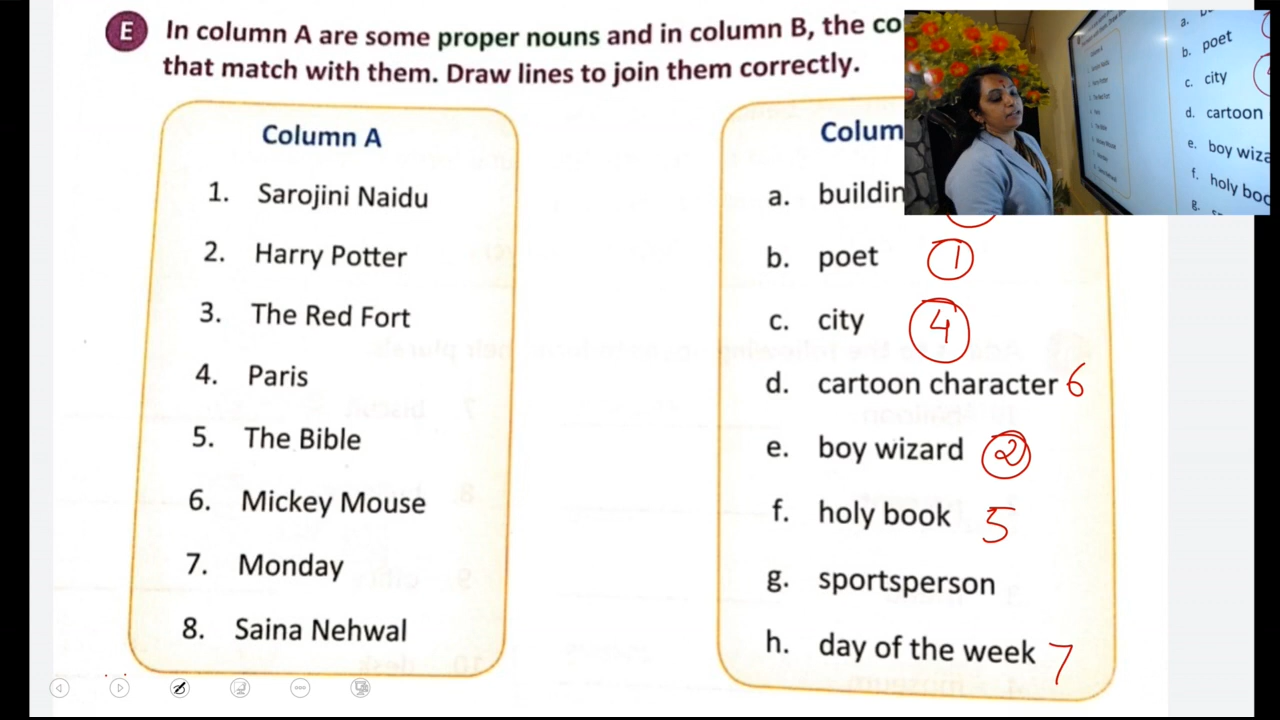 E In column A are some proper nouns and in column B, the co
that match with them. Draw lines to join them correctly.
Column A
1. Sarojini Naidu
2. Harry Potter
3. The Red Fort
4. Paris
5. The Bible
6. Mickey Mouse
7. Monday
8. Saina Nehwal
Colum
a. buildin
b. poet 1
c. city 4
d. cartoon character 6
e. boy wizard 2
f. holy book 5
g. sportsperson
h. day of the week 7
a.
b. poet
c. city
d. cartoon
e. boy wiza
f. holy boo
g.